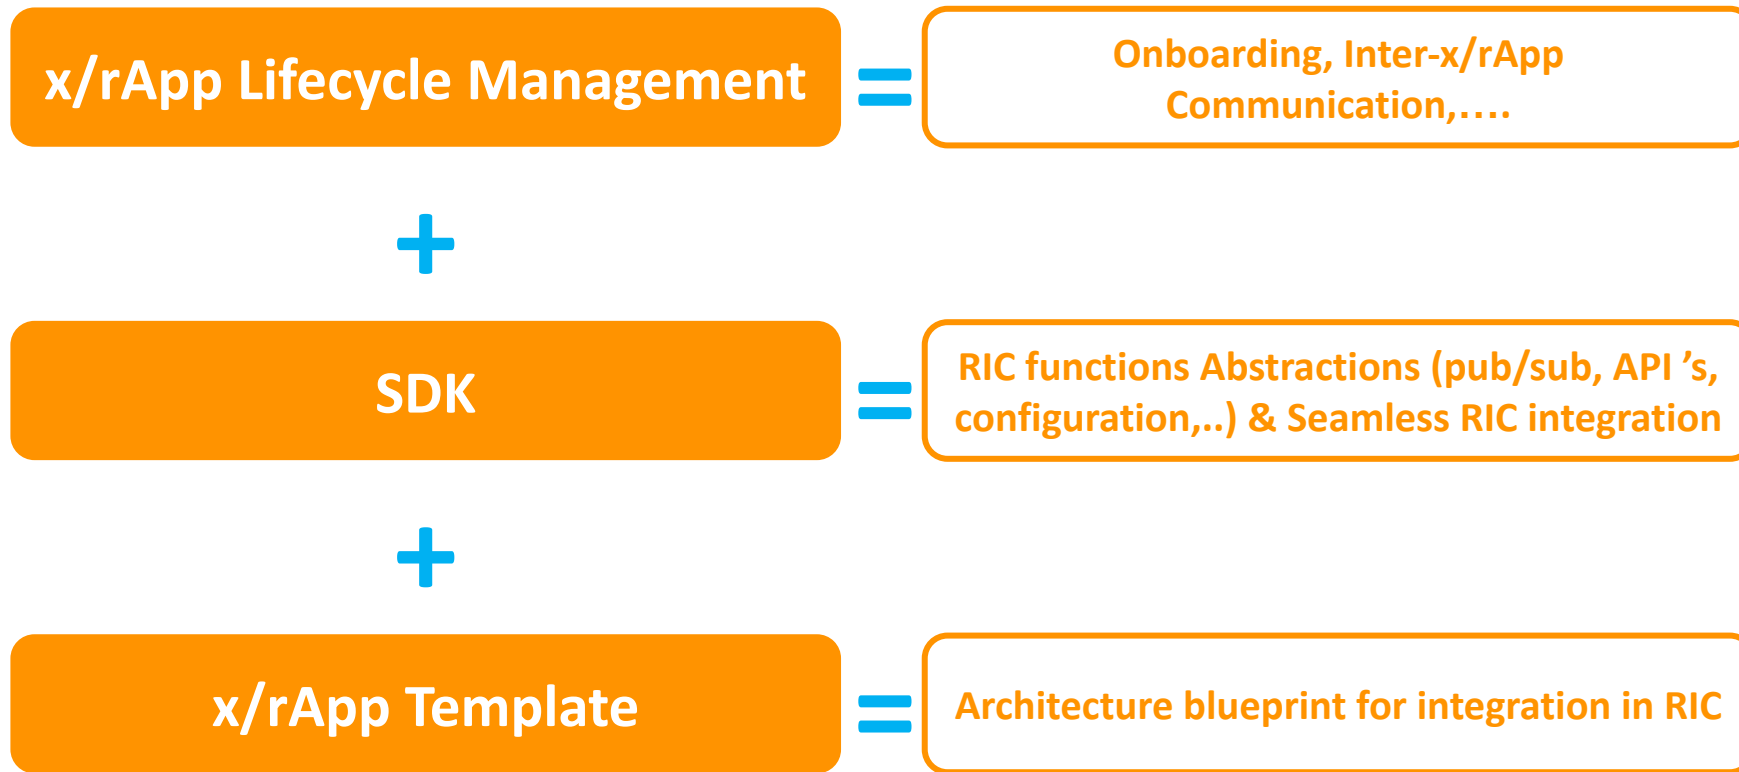 x/rApp Lifecycle Management
=
Onboarding, Inter-x/rApp
Communication,....
+
SDK
=
RIC functions Abstractions (pub/sub, API 's,
configuration,..) & Seamless RIC integration
+
x/rApp Template
=
Architecture blueprint for integration in RIC